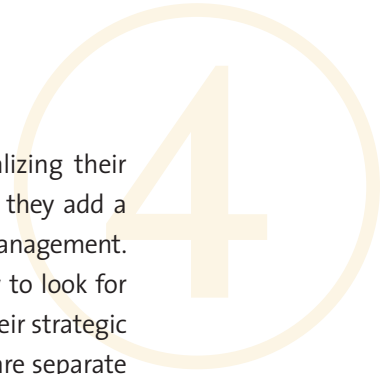 4
alizing their
they add a
anagement.
to look for
eir strategic
are separate